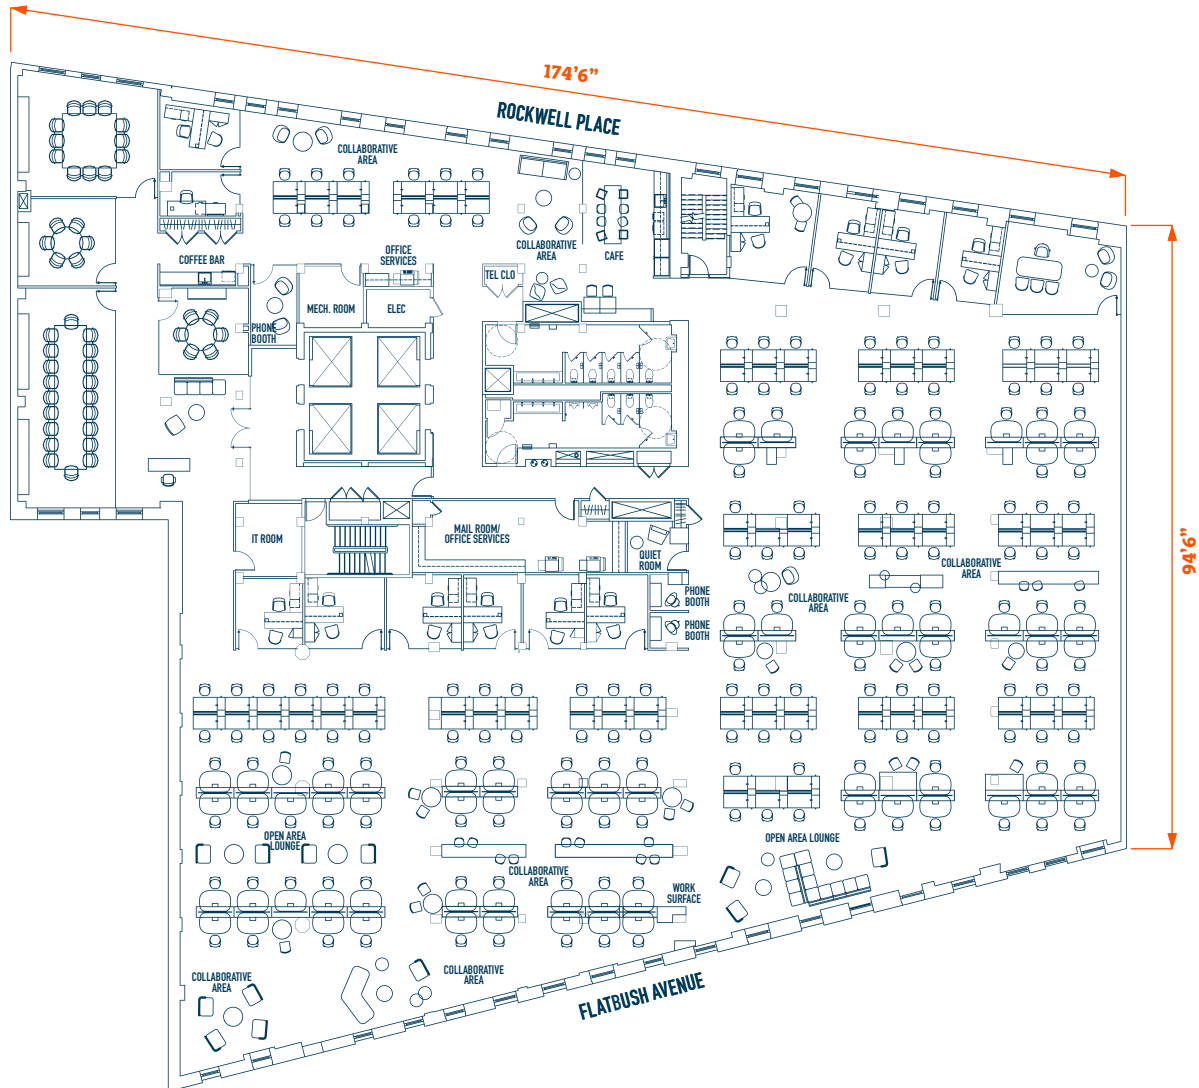 174'6"
ROCKWELL PLACE
COLLABORATIVE
AREA
COLLABORATIVE
AREA
CAFE
OFFICE
SERVICES
COFFEE BAR
TEL CLO
MECH. ROOM
ELEC
PHONE
BOOTH
94'6"
IT ROOM
MAIL ROOM/
OFFICE SERVICES
QUIET
ROOM
PHONE
BOOTH
PHONE
BOOTH
COLLABORATIVE
AREA
COLLABORATIVE
AREA
OPEN AREA
LOUNGE
OPEN AREA LOUNGE
COLLABORATIVE
AREA
WORK
SURFACE
COLLABORATIVE
AREA
COLLABORATIVE
AREA
FLATBUSH AVENUE